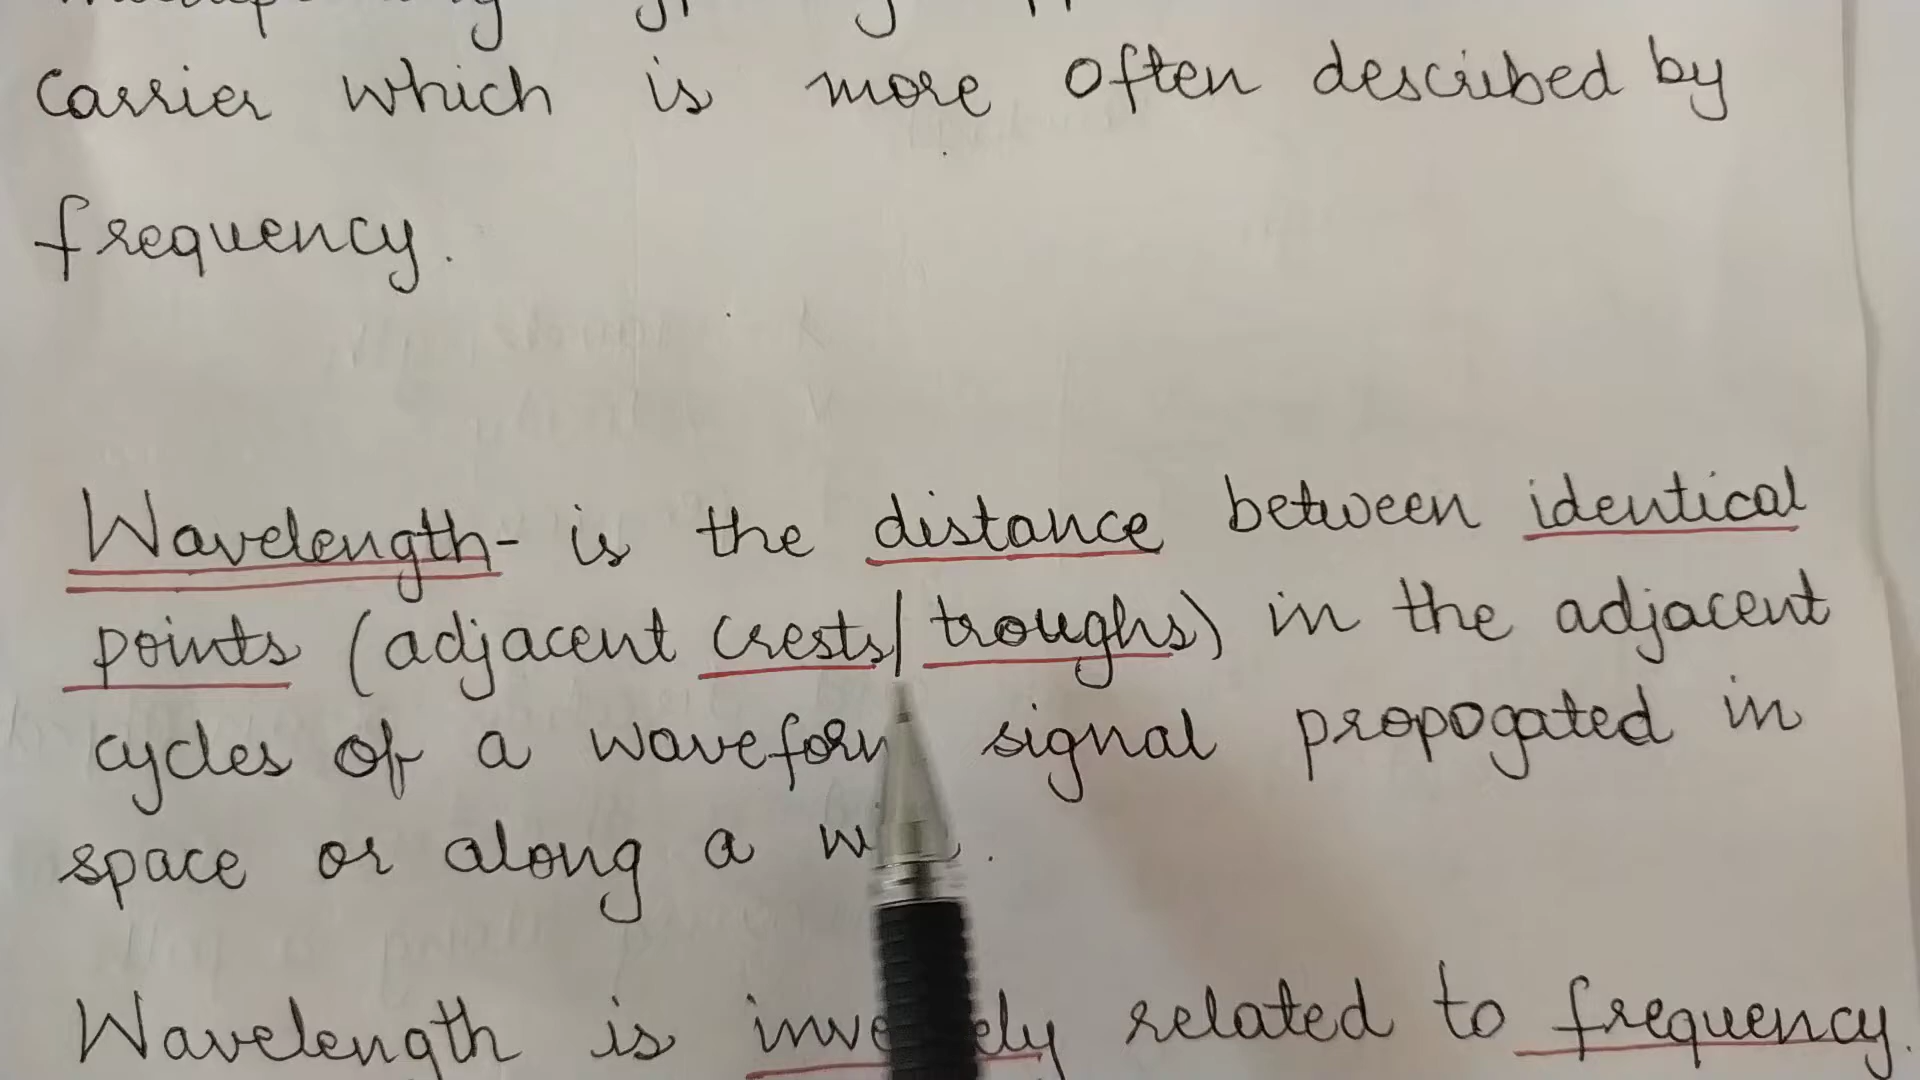 carrier which is more often described by
frequency.
Wavelength- is the distance between identical
points (adjacent crests/troughs) in the adjacent
cycles of a waveform signal propogated in
space or along a
Wavelength is related to frequency.